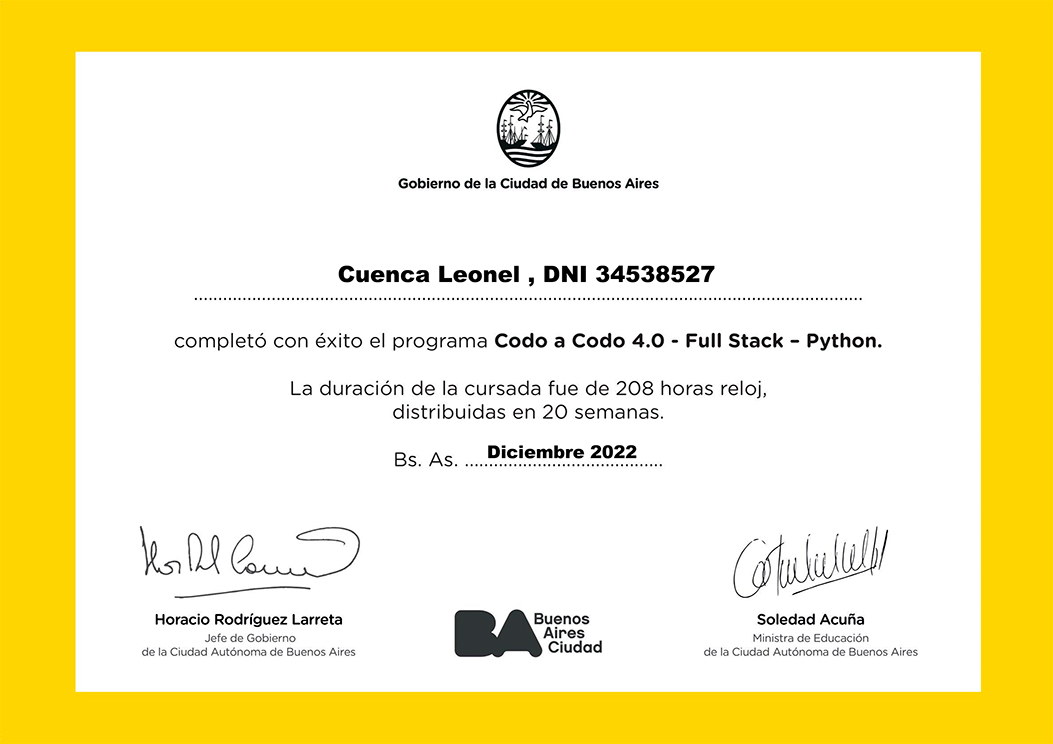 Gobierno de la Ciudad de Buenos Aires
Cuenca Leonel , DNI 34538527
completó con éxito el programa Codo a Codo 4.0 - Full Stack – Python.
La duración de la cursada fue de 208 horas reloj,
distribuidas en 20 semanas.
Bs. As. Diciembre 2022
Horacio Rodríguez Larreta
Jefe de Gobierno
de la Ciudad Autónoma de Buenos Aires
BA Buenos
Aires
Ciudad
Soledad Acuña
Ministra de Educación
de la Ciudad Autónoma de Buenos Aires